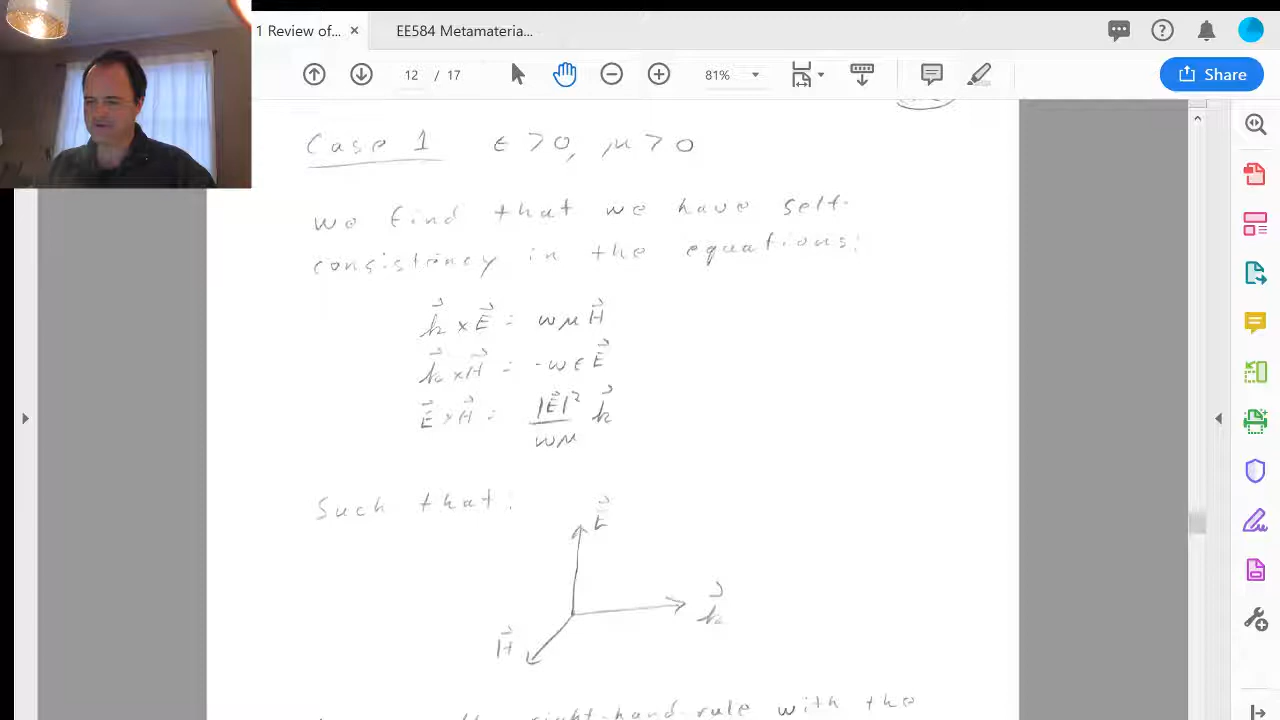 1 Review of... ×
EE584 Metamateria...
12 / 17
81%
Share
Case 1 ϵ > 0, μ > 0
we find that we have self-
consistency in the equations:
k⃗ × E⃗ = ωμH⃗
k⃗ × H⃗ = -ωϵE⃗
E⃗ × H⃗ = |E⃗|²/ωμ k⃗
Such that:
E⃗
k⃗
H⃗
right-hand-rule with the